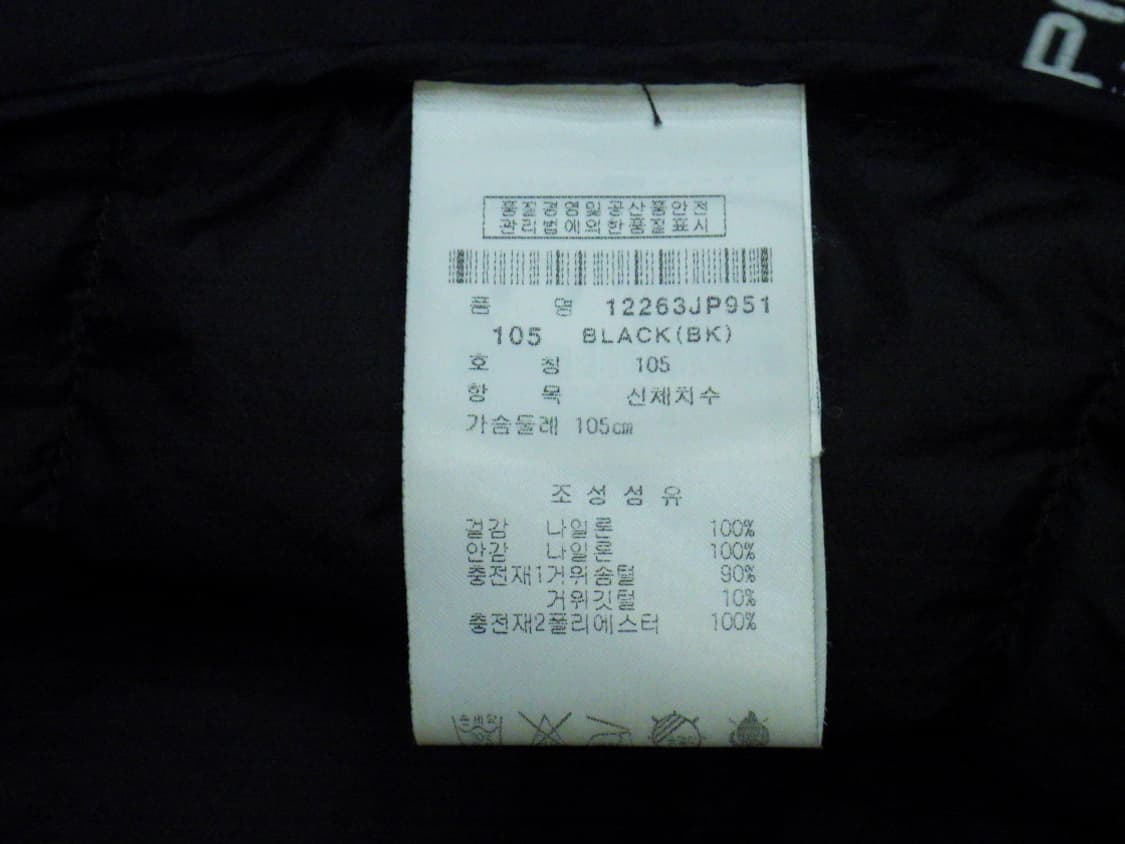 품질경영일공산품안전
관리법에의한품질표시
품 명 12263JP951
105 BLACK(BK)
호 칭 105
항 목 신체치수
가슴둘레 105cm
조성섬유
겉감 나일론 100%
안감 나일론 100%
충전재1거위솜털 90%
거위깃털 10%
충전재2폴리에스터 100%